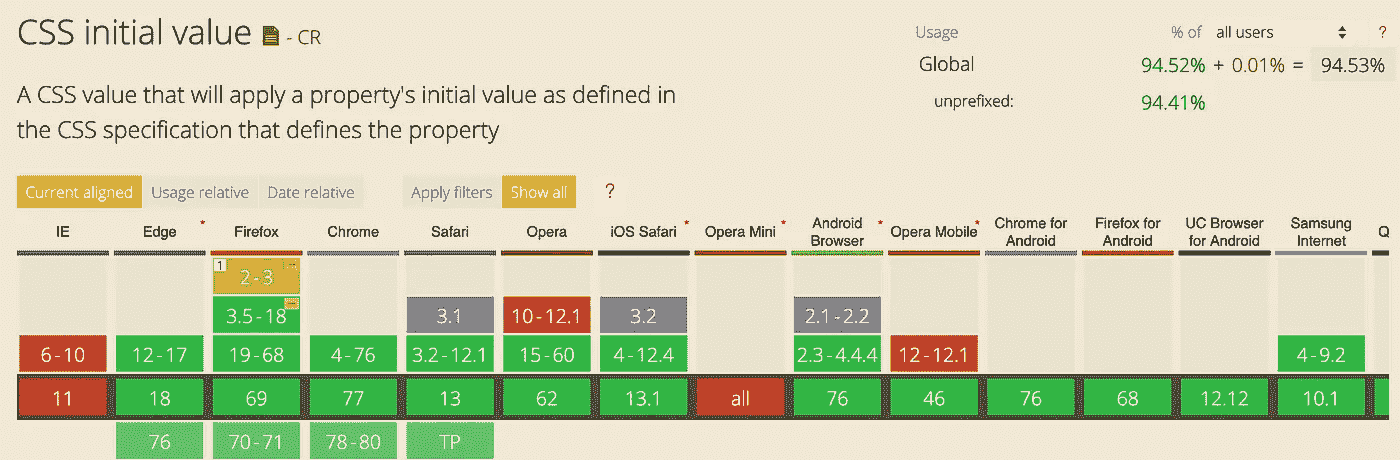 CSS initial value - CR
Usage % of all users ?
Global 94.52% + 0.01% = 94.53%
unprefixed: 94.41%
A CSS value that will apply a property's initial value as defined in
the CSS specification that defines the property
Current aligned Usage relative Date relative Apply filters Show all ?
IE Edge * Firefox Chrome Safari Opera iOS Safari * Opera Mini * Android Browser * Opera Mobile * Chrome for Android Firefox for Android UC Browser for Android Samsung Internet Q
1 2-3
3.5-18 3.1 10-12.1 3.2 2.1-2.2
6-10 12-17 19-68 4-76 3.2-12.1 15-60 4-12.4 2.3-4.4.4 12-12.1 4-9.2
11 18 69 77 13 62 13.1 all 76 46 76 68 12.12 10.1
76 70-71 78-80 TP